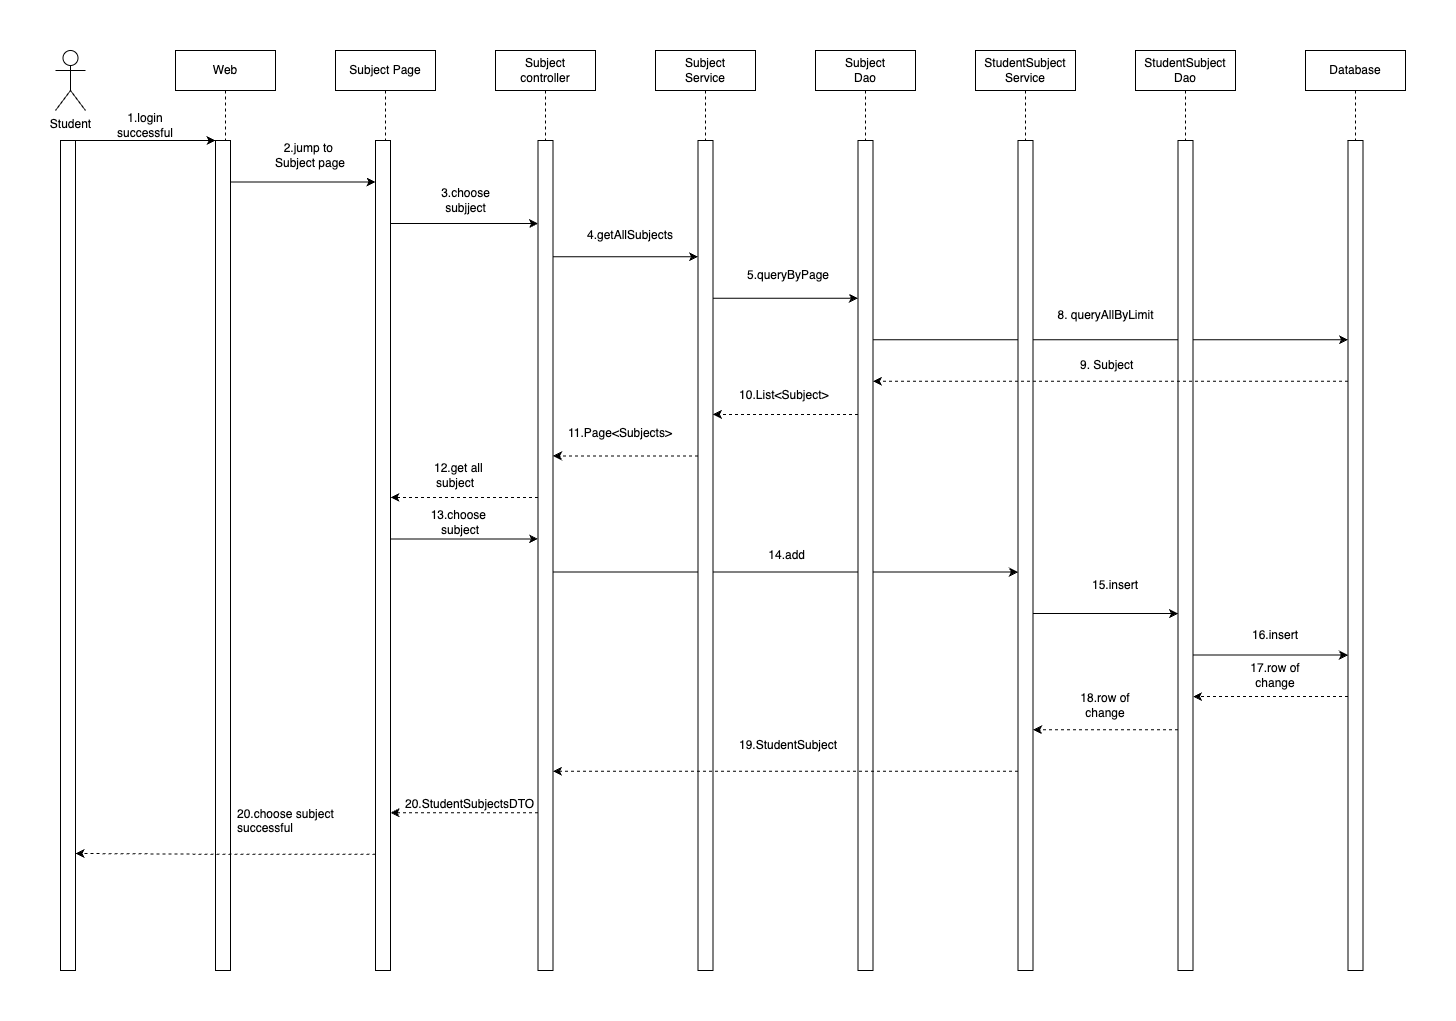 Web
Subject Page
Subject
controller
Subject
Service
Subject
Dao
StudentSubject
Service
StudentSubject
Dao
Database
Student
1.login
successful
2.jump to
Subject page
3.choose
subjject
4.getAllSubjects
5.queryByPage
8. queryAllByLimit
9. Subject
10.List<Subject>
11.Page<Subjects>
12.get all
subject
13.choose
subject
14.add
15.insert
16.insert
17.row of
change
18.row of
change
19.StudentSubject
20.StudentSubjectsDTO
20.choose subject
successful